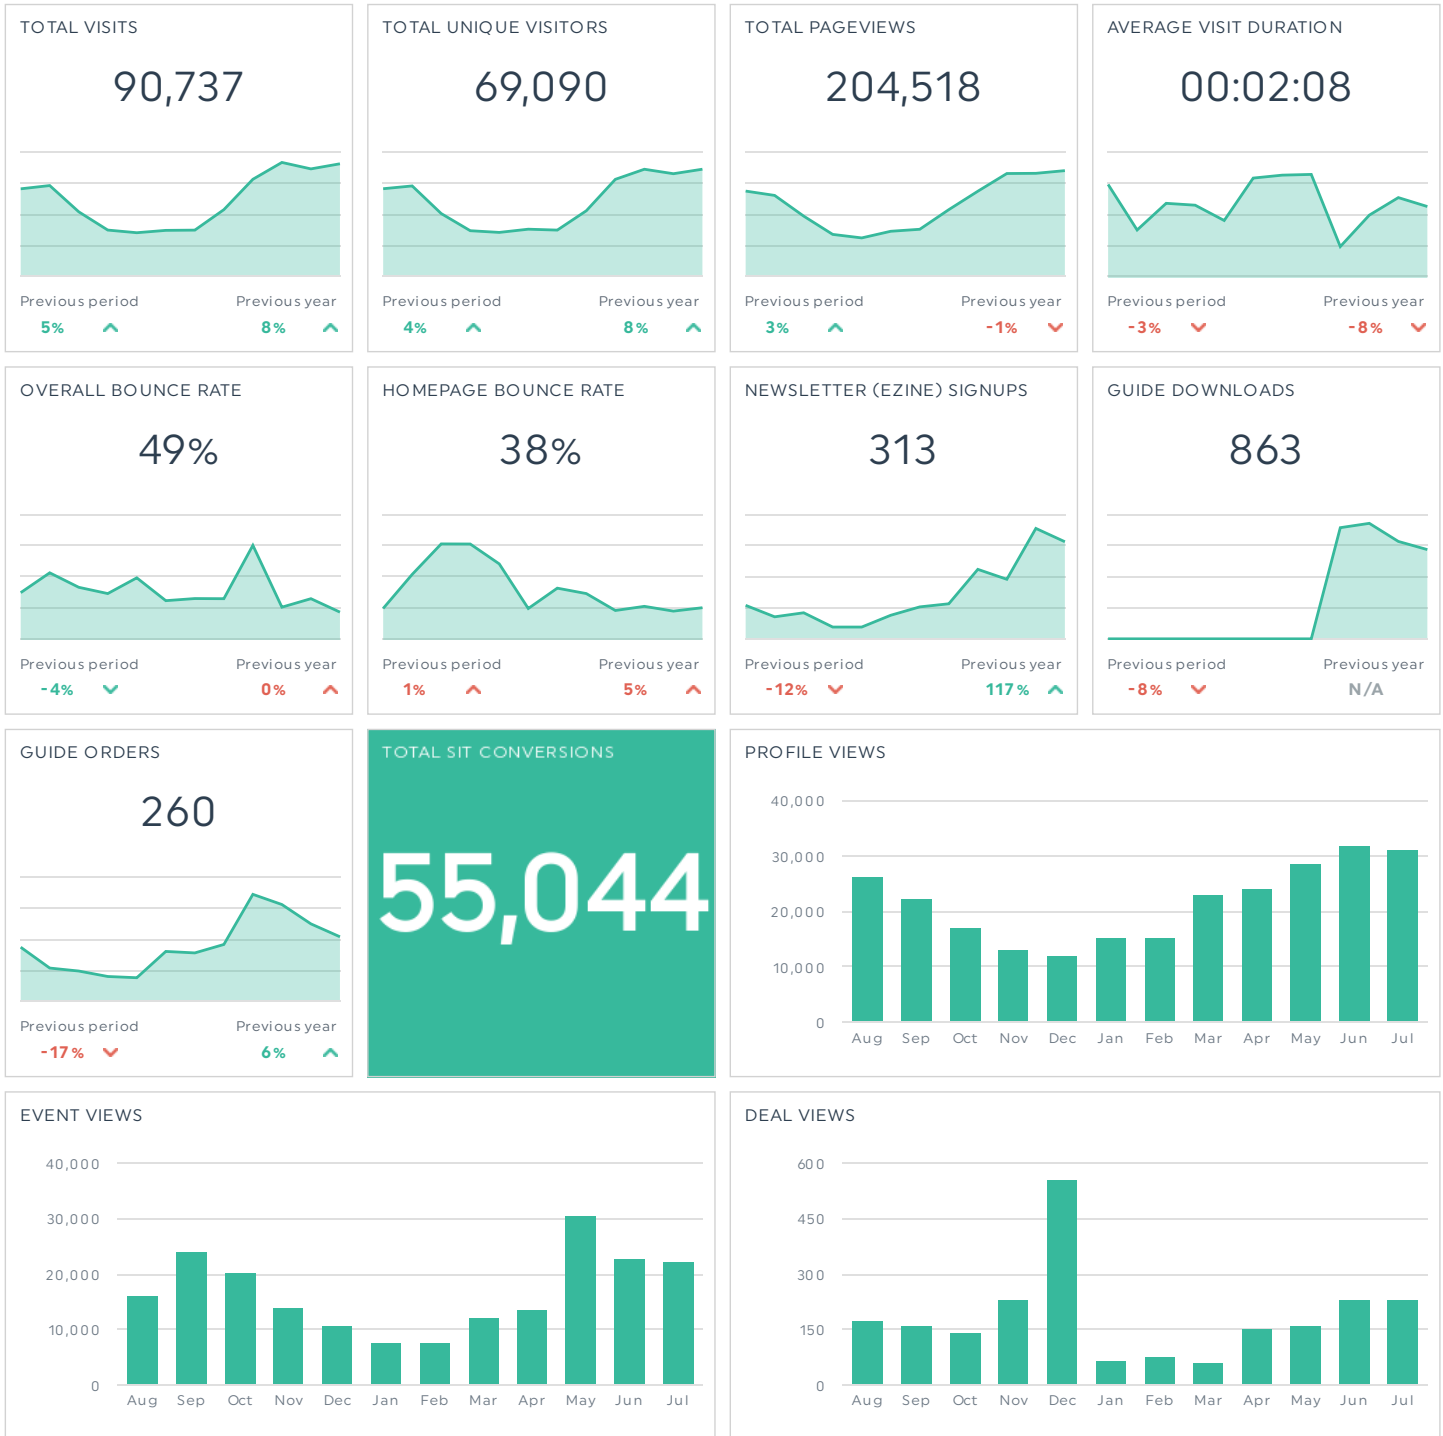 TOTAL VISITS
90,737
Previous period Previous year
5% 8%
TOTAL UNIQUE VISITORS
69,090
Previous period Previous year
4% 8%
TOTAL PAGEVIEWS
204,518
Previous period Previous year
3% -1%
AVERAGE VISIT DURATION
00:02:08
Previous period Previous year
-3% -8%
OVERALL BOUNCE RATE
49%
Previous period Previous year
-4% 0%
HOMEPAGE BOUNCE RATE
38%
Previous period Previous year
1% 5%
NEWSLETTER (EZINE) SIGNUPS
313
Previous period Previous year
-12% 117%
GUIDE DOWNLOADS
863
Previous period Previous year
-8% N/A
GUIDE ORDERS
260
Previous period Previous year
-17% 6%
TOTAL SIT CONVERSIONS
55,044
PROFILE VIEWS
40,000
30,000
20,000
10,000
0
Aug Sep Oct Nov Dec Jan Feb Mar Apr May Jun Jul
EVENT VIEWS
40,000
30,000
20,000
10,000
0
Aug Sep Oct Nov Dec Jan Feb Mar Apr May Jun Jul
DEAL VIEWS
600
450
300
150
0
Aug Sep Oct Nov Dec Jan Feb Mar Apr May Jun Jul